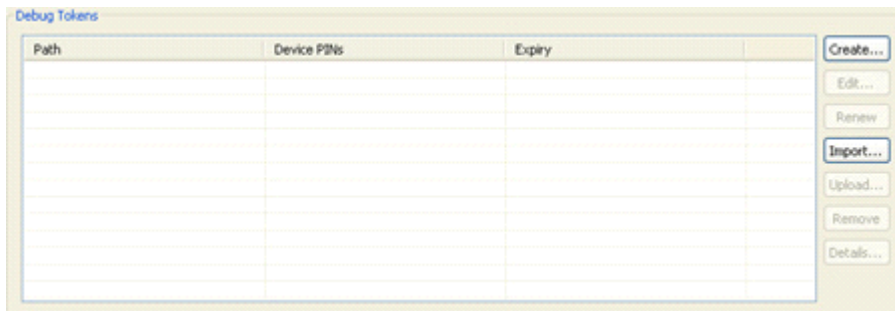 Debug Tokens
Path Device PINs Expiry
Create...
Edit...
Renew
Import...
Upload...
Remove
Details...